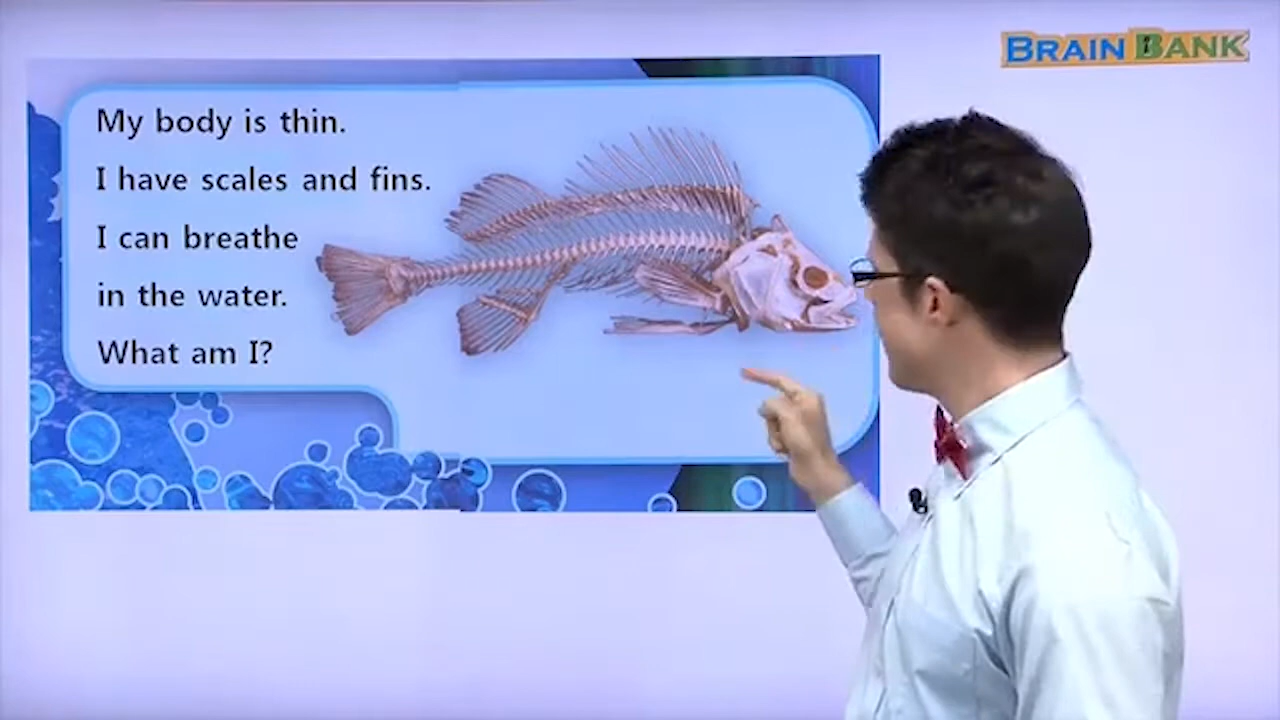 BRAIN BANK
My body is thin.
I have scales and fins.
I can breathe
in the water.
What am I?